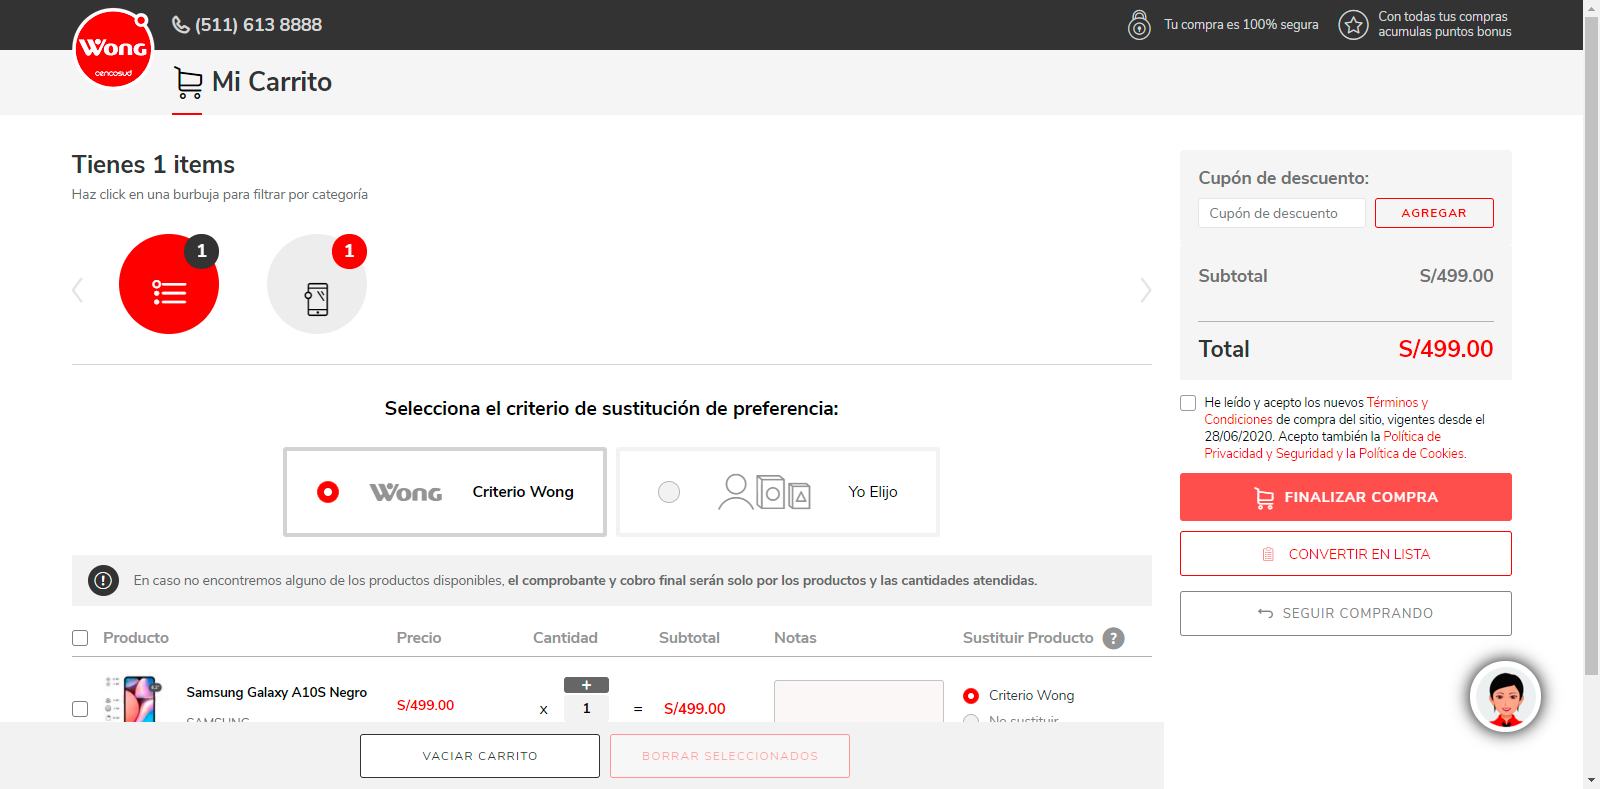 (511) 613 8888
Tu compra es 100% segura
Con todas tus compras
acumulas puntos bonus
Wong
cencosud
Mi Carrito
Tienes 1 items
Haz click en una burbuja para filtrar por categoría
1
1
Cupón de descuento:
Cupón de descuento
AGREGAR
Subtotal
S/499.00
Total
S/499.00
He leído y acepto los nuevos Términos y
Condiciones de compra del sitio, vigentes desde el
28/06/2020. Acepto también la Política de
Privacidad y Seguridad y la Política de Cookies.
FINALIZAR COMPRA
CONVERTIR EN LISTA
SEGUIR COMPRANDO
Selecciona el criterio de sustitución de preferencia:
Wong
Criterio Wong
Yo Elijo
En caso no encontremos alguno de los productos disponibles, el comprobante y cobro final serán solo por los productos y las cantidades atendidas.
Producto
Precio
Cantidad
Subtotal
Notas
Sustituir Producto ?
Samsung Galaxy A10S Negro
SAMSUNG
S/499.00
x
+
1
=
S/499.00
Criterio Wong
No sustituir
VACIAR CARRITO
BORRAR SELECCIONADOS